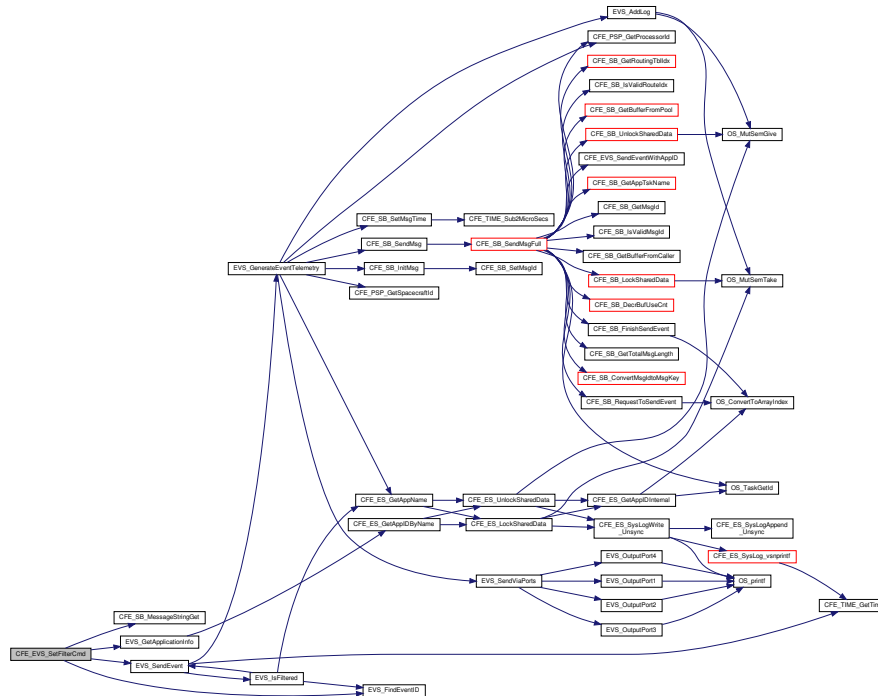 EVS_AddLog
CFE_PSP_GetProcessorId
CFE_SB_GetRoutingTblIdx
CFE_SB_IsValidRouteIdx
CFE_SB_GetBufferFromPool
CFE_SB_UnlockSharedData
OS_MutSemGive
CFE_EVS_SendEventWithAppID
CFE_SB_GetAppTskName
CFE_SB_GetMsgId
CFE_SB_SetMsgTime
CFE_TIME_Sub2MicroSecs
CFE_SB_IsValidMsgId
CFE_SB_SendMsg
CFE_SB_SendMsgFull
CFE_SB_GetBufferFromCaller
EVS_GenerateEventTelemetry
CFE_SB_InitMsg
CFE_SB_SetMsgId
CFE_SB_LockSharedData
OS_MutSemTake
CFE_PSP_GetSpacecraftId
CFE_SB_DecrBufUseCnt
CFE_SB_FinishSendEvent
CFE_SB_GetTotalMsgLength
CFE_SB_ConvertMsgIdtoMsgKey
CFE_SB_RequestToSendEvent
OS_ConvertToArrayIndex
OS_TaskGetId
CFE_ES_GetAppName
CFE_ES_UnlockSharedData
CFE_ES_GetAppIDInternal
CFE_ES_GetAppIDByName
CFE_ES_LockSharedData
CFE_ES_SysLogWrite
_Unsync
CFE_ES_SysLogAppend
_Unsync
CFE_ES_SysLog_vsnprintf
EVS_OutputPort4
EVS_SendViaPorts
EVS_OutputPort1
OS_printf
EVS_OutputPort2
CFE_TIME_GetTim
CFE_SB_MessageStringGet
EVS_OutputPort3
EVS_GetApplicationInfo
CFE_EVS_SetFilterCmd
EVS_SendEvent
EVS_IsFiltered
EVS_FindEventID